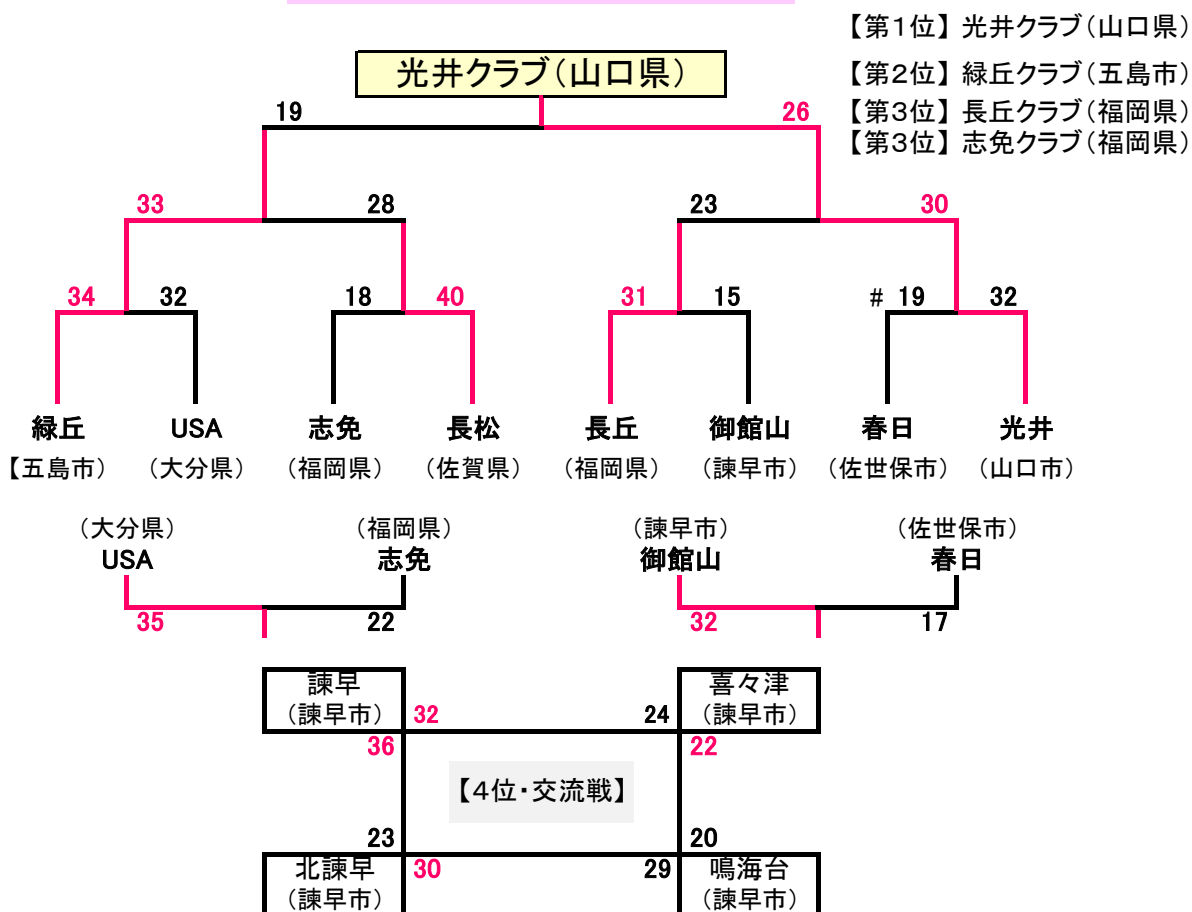 【第1位】 光井クラブ(山口県)
光井クラブ(山口県)
【第2位】 緑丘クラブ(五島市)
19 26
【第3位】 長丘クラブ(福岡県)
【第3位】 志免クラブ(福岡県)
33 28 23 30
34 32 18 40 31 15 # 19 32
緑丘 USA 志免 長松 長丘 御館山 春日 光井
【五島市) (大分県) (福岡県) (佐賀県) (福岡県) (諫早市) (佐世保市) (山口市)
(大分県) (福岡県) (諫早市) (佐世保市)
USA 志免 御館山 春日
35 22 32 17
諫早 喜々津
(諫早市) 32 24 (諫早市)
36 22
【4位・交流戦】
23 20
北諫早 30 29 鳴海台
(諫早市) (諫早市)